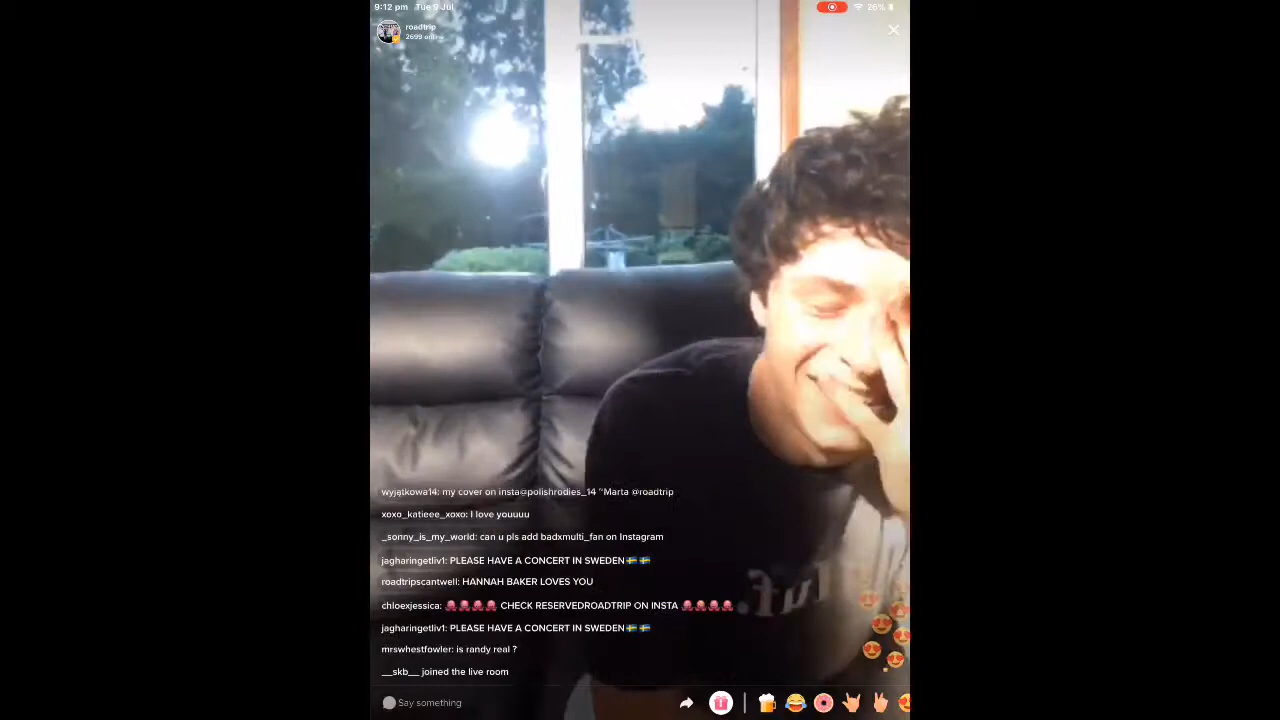 9:12 pm Tue 9 Jul
26%
roadtrip
2699
wyjątkowa14: my cover on insta@polishrodies_14 ~Marta @roadtrip
xoxo_katieee_xoxo: I love youuuu
_sonny_is_my_world: can u pls add badxmulti_fan on Instagram
jagharingetliv1: PLEASE HAVE A CONCERT IN SWEDEN🇸🇪🇸🇪
roadtripscantwell: HANNAH BAKER LOVES YOU
chloexjessica: 🐙🐙🐙🐙 CHECK RESERVEDROADTRIP ON INSTA 🐙🐙🐙🐙
jagharingetliv1: PLEASE HAVE A CONCERT IN SWEDEN🇸🇪🇸🇪
mrswhestfowler: is randy real ?
__skb__ joined the live room
Say something